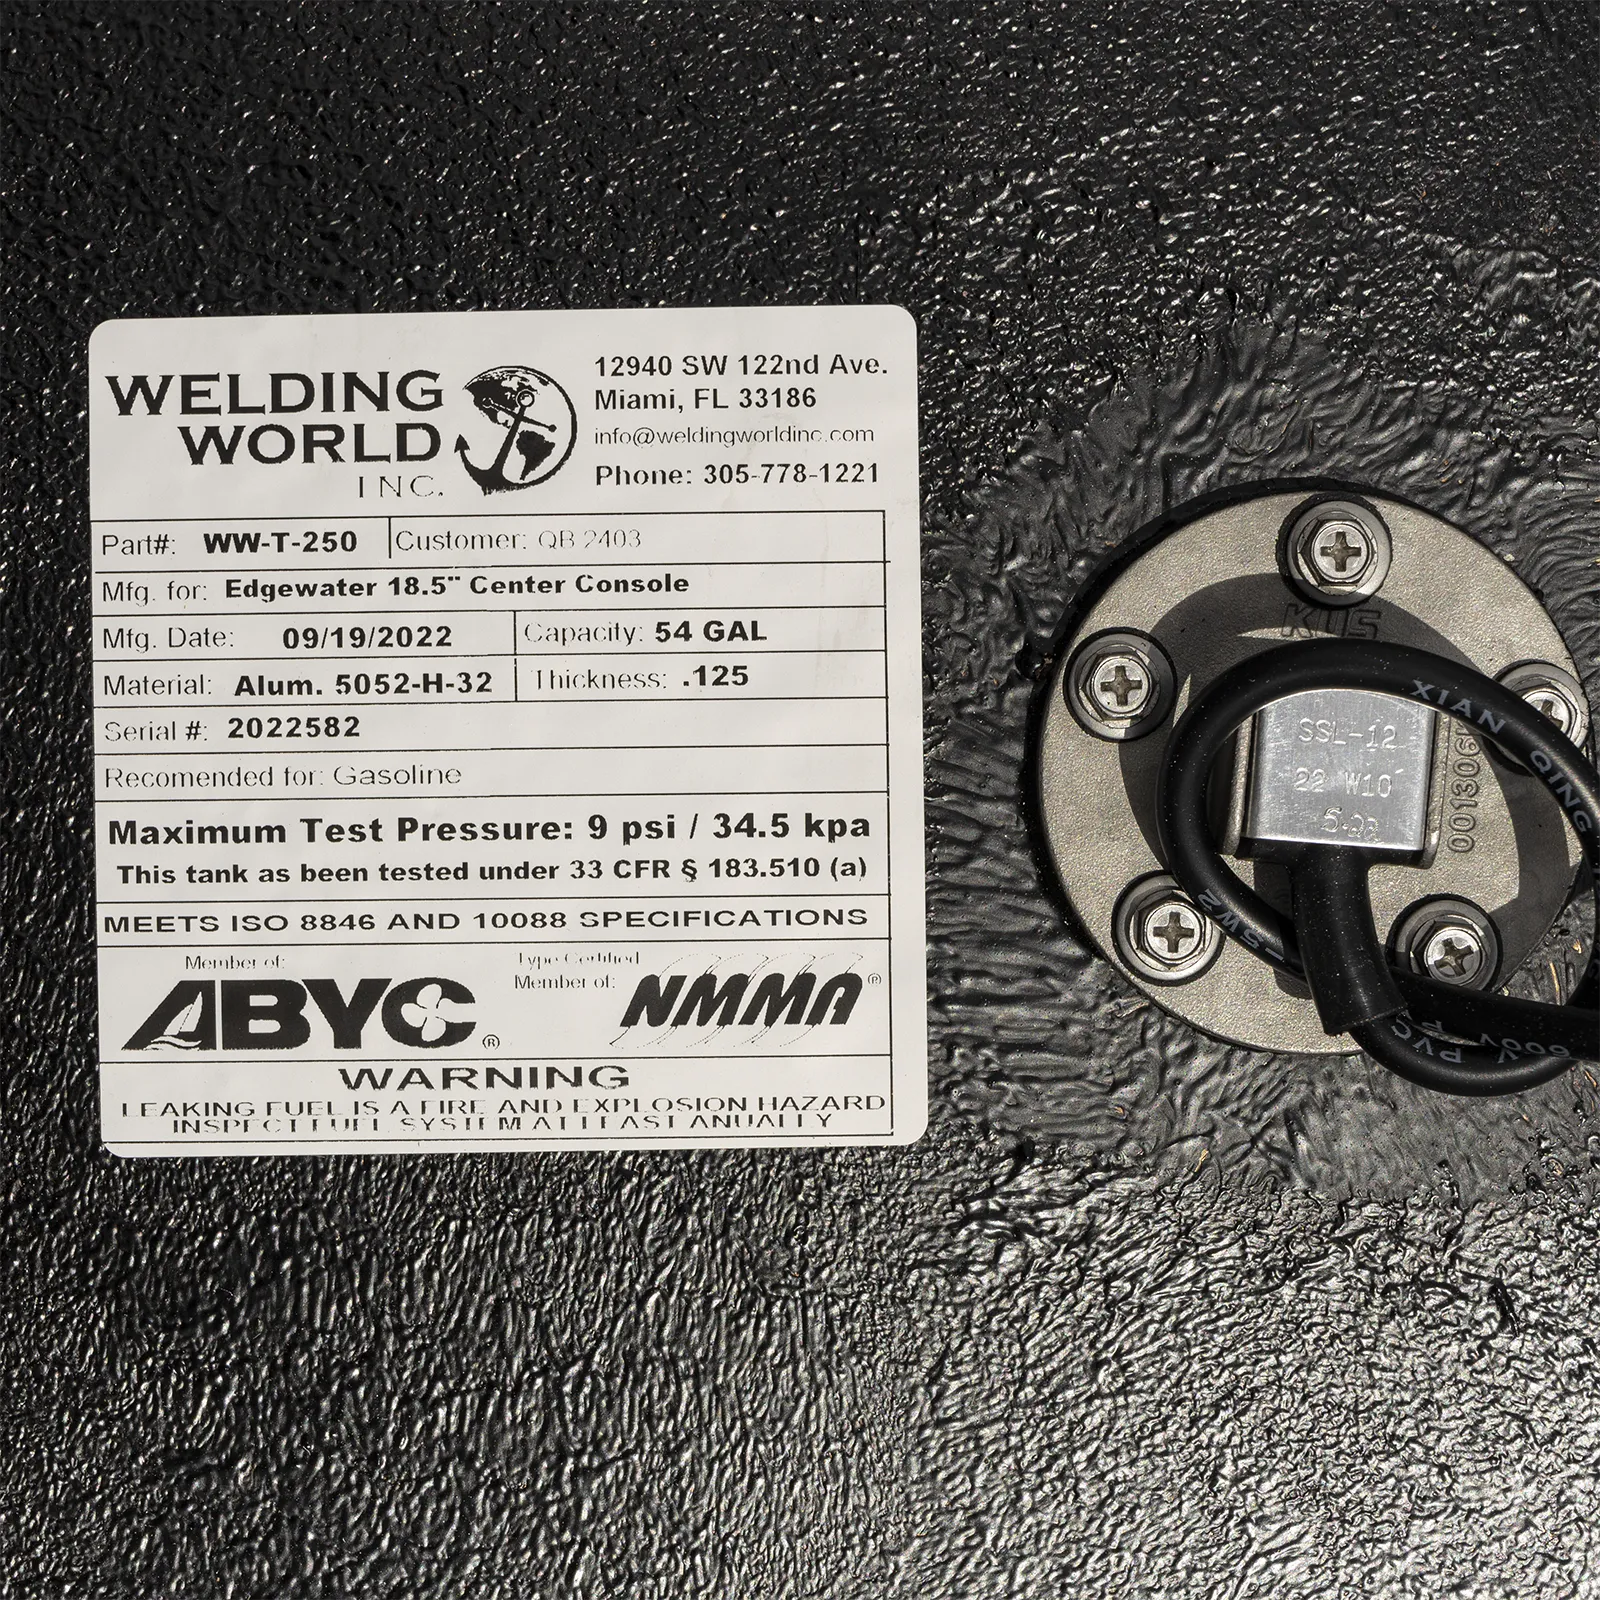 WELDING
WORLD
INC.
12940 SW 122nd Ave.
Miami, FL 33186
info@weldingworldinc.com
Phone: 305-778-1221
Part#: WW-T-250 Customer: QB 2403
Mfg. for: Edgewater 18.5" Center Console
Mfg. Date: 09/19/2022 Capacity: 54 GAL
Material: Alum. 5052-H-32 Thickness: .125
Serial #: 2022582
Recomended for: Gasoline
Maximum Test Pressure: 9 psi / 34.5 kpa
This tank as been tested under 33 CFR § 183.510 (a)
MEETS ISO 8846 AND 10088 SPECIFICATIONS
Member of:
ABYC®
Type Certified
Member of:
NMMA®
WARNING
LEAKING FUEL IS A FIRE AND EXPLOSION HAZARD
INSPECT FUEL SYSTEM AT LEAST ANUALLY
KUS
SSL-12
22 W10
XIAN QING
600V PVC